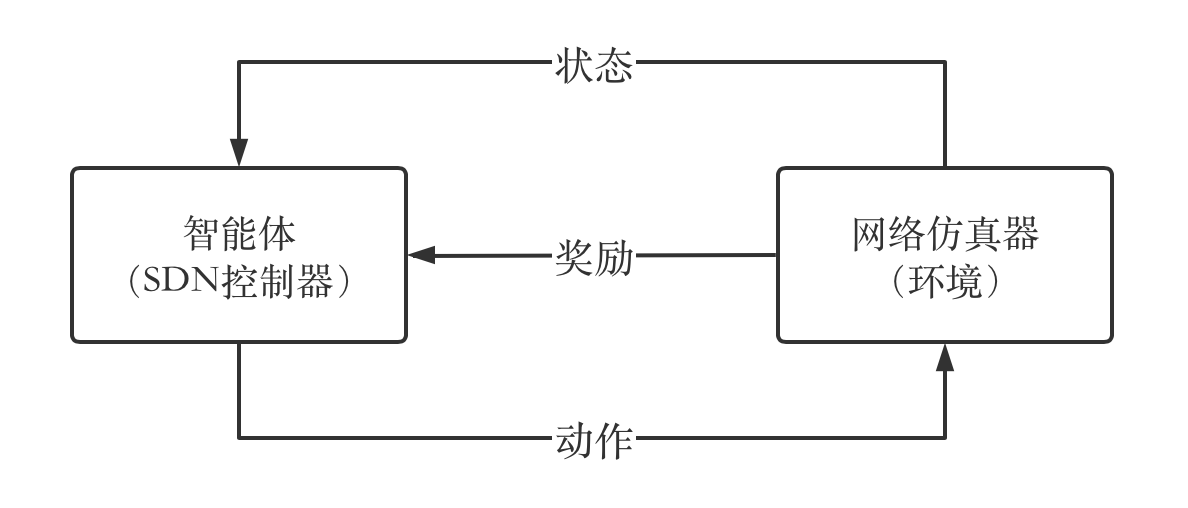 状态
智能体
（SDN控制器）
奖励
网络仿真器
（环境）
动作